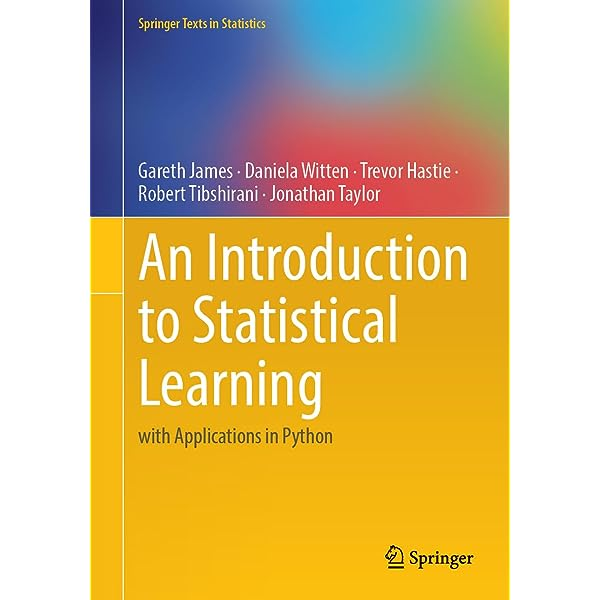 Springer Texts in Statistics
Gareth James · Daniela Witten · Trevor Hastie ·
Robert Tibshirani · Jonathan Taylor
An Introduction
to Statistical
Learning
with Applications in Python
Springer